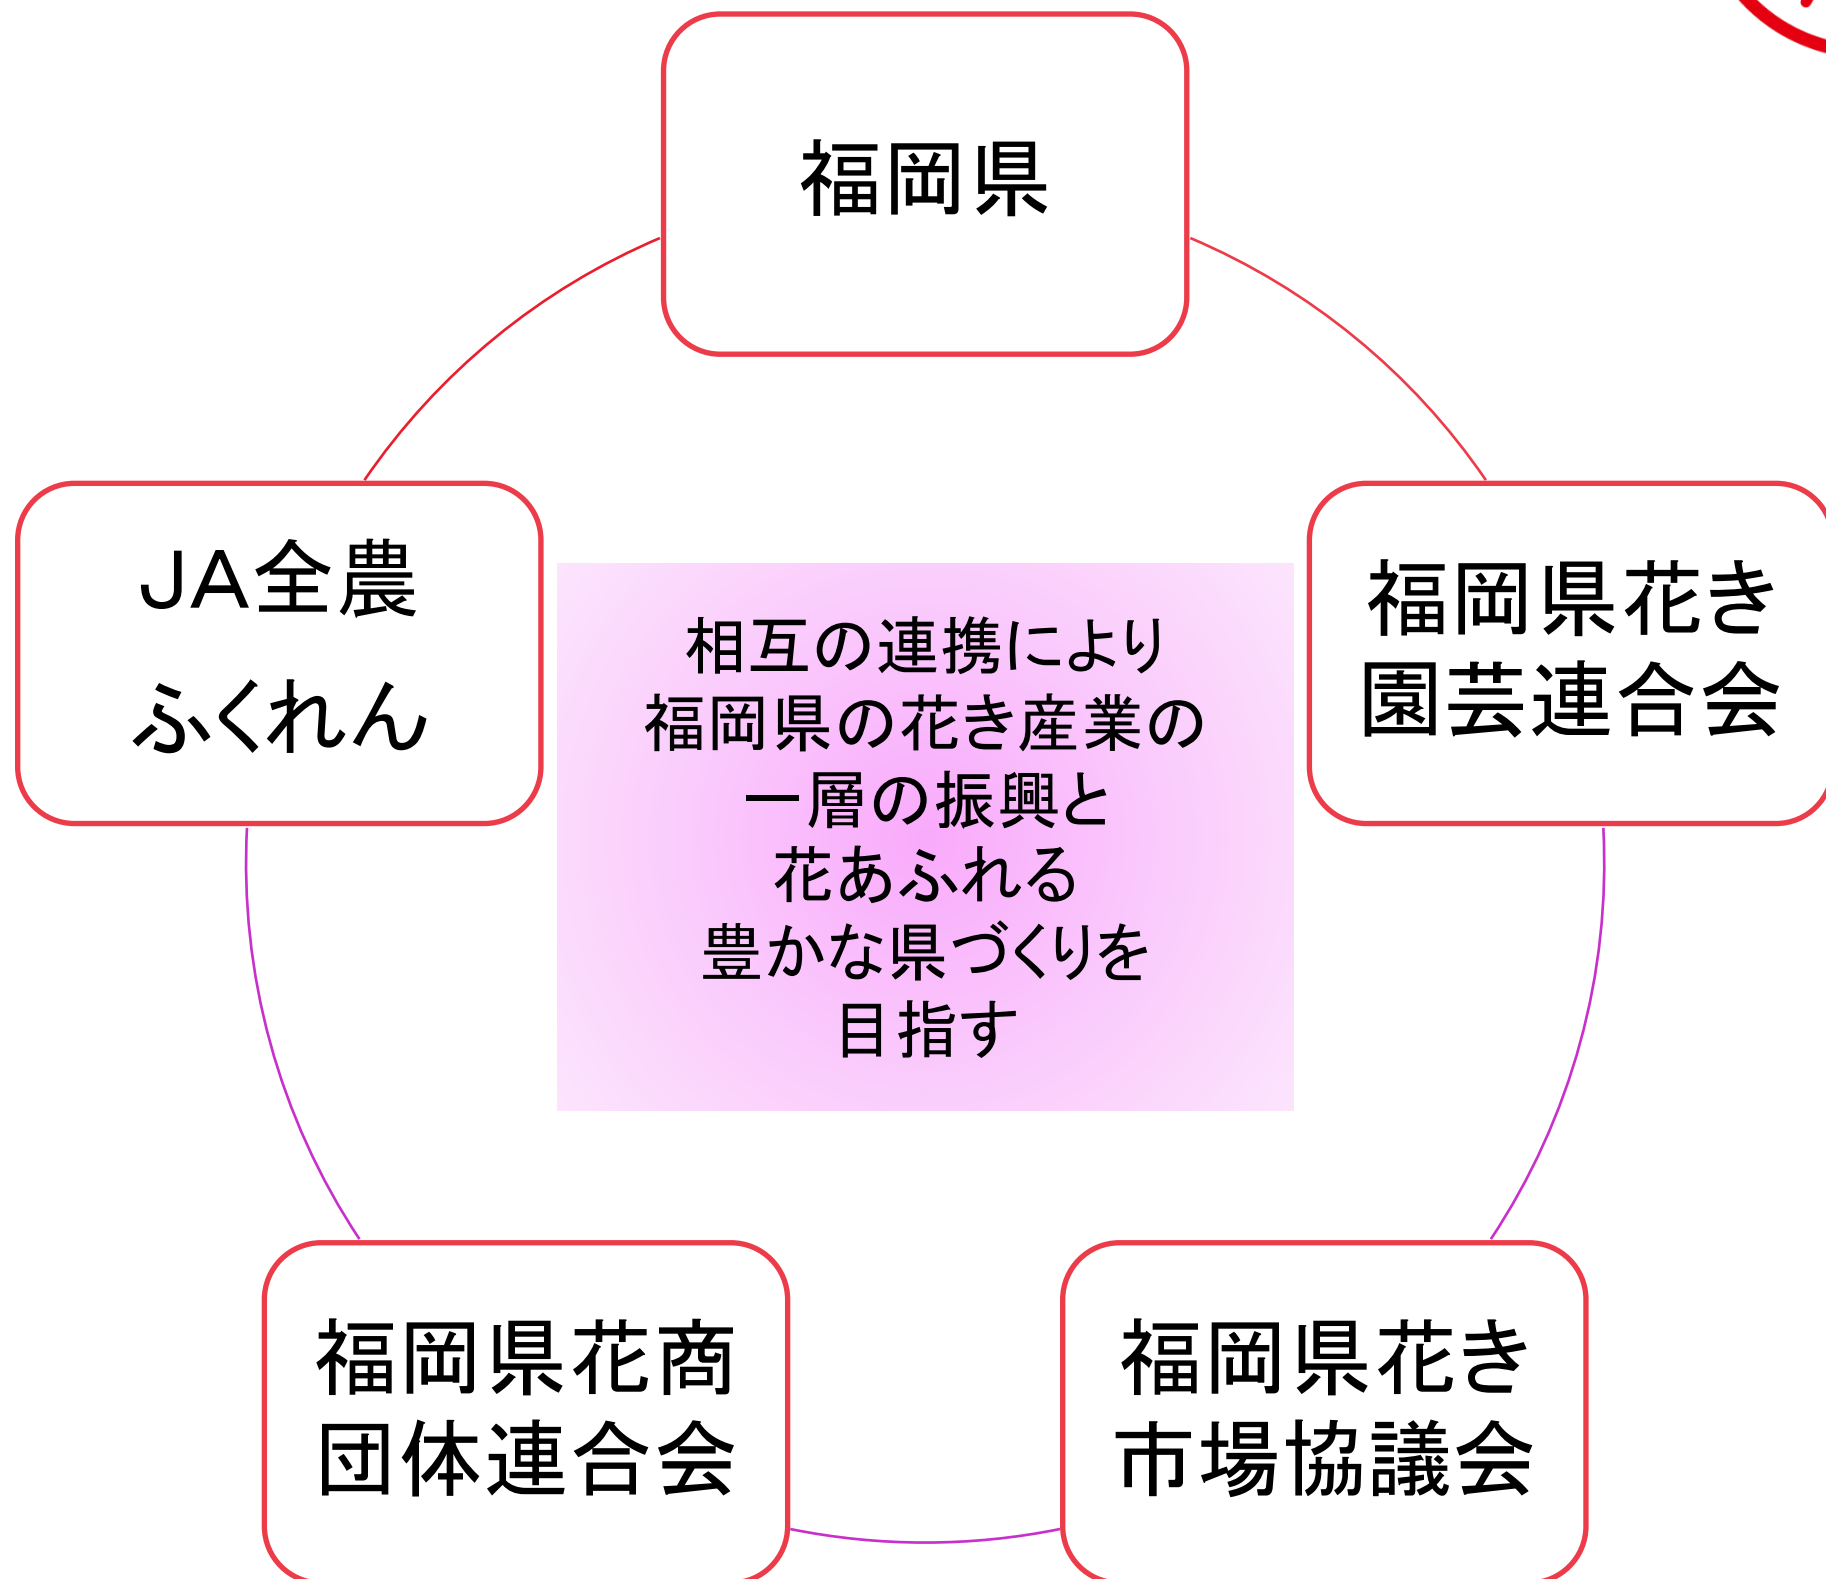 福岡県
JA全農
ふくれん
福岡県花き
園芸連合会
相互の連携により
福岡県の花き産業の
一層の振興と
花あふれる
豊かな県づくりを
目指す
福岡県花商
団体連合会
福岡県花き
市場協議会